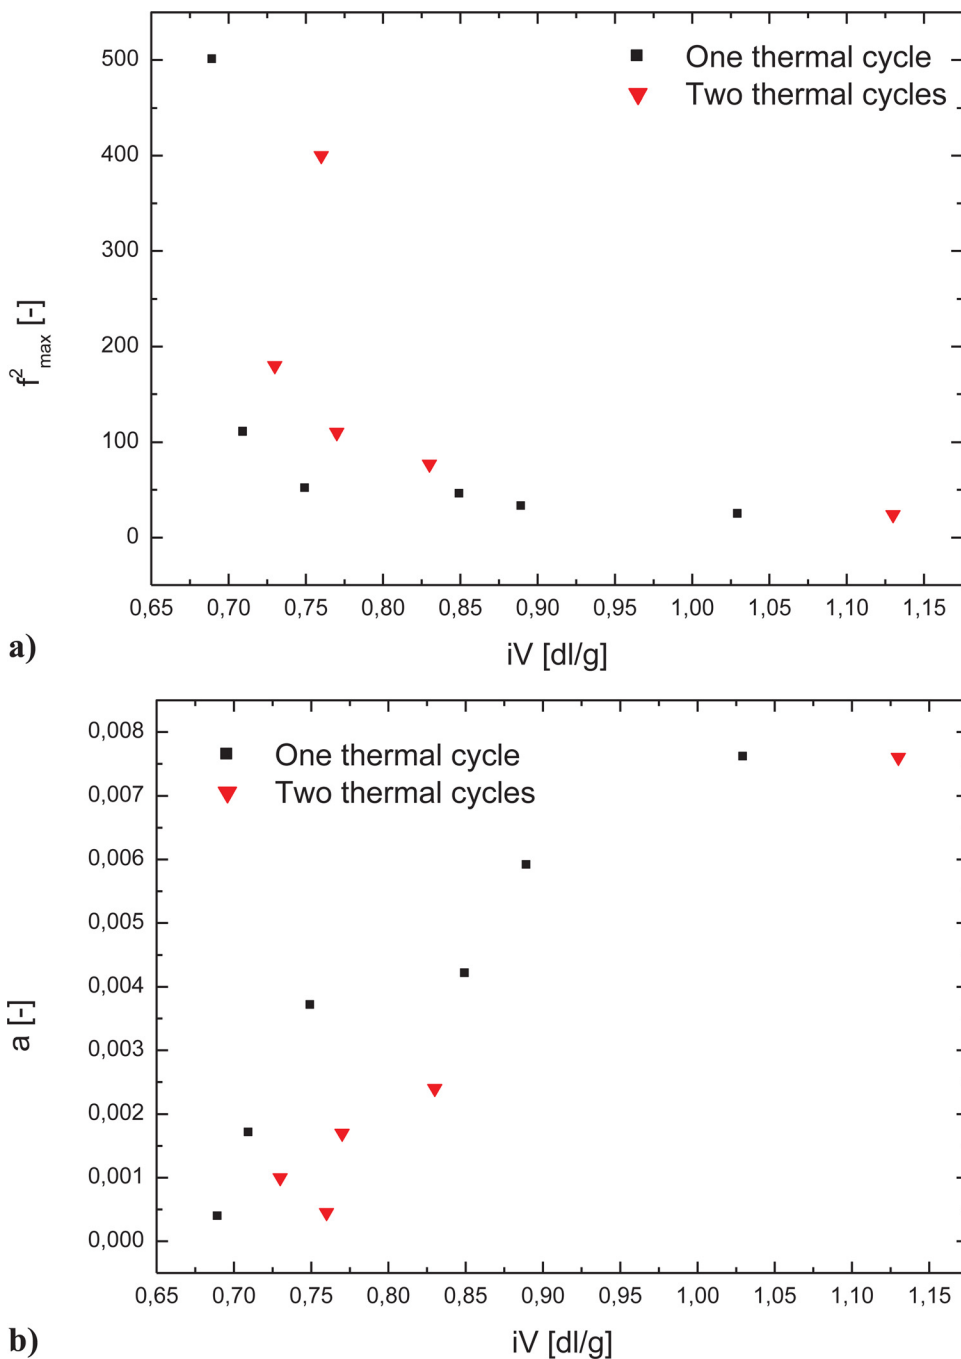 One thermal cycle
Two thermal cycles
500
400
300
200
100
0
f²max [-]
0,65 0,70 0,75 0,80 0,85 0,90 0,95 1,00 1,05 1,10 1,15
iV [dl/g]
a)
One thermal cycle
Two thermal cycles
0,008
0,007
0,006
0,005
0,004
0,003
0,002
0,001
0,000
a [-]
0,65 0,70 0,75 0,80 0,85 0,90 0,95 1,00 1,05 1,10 1,15
iV [dl/g]
b)